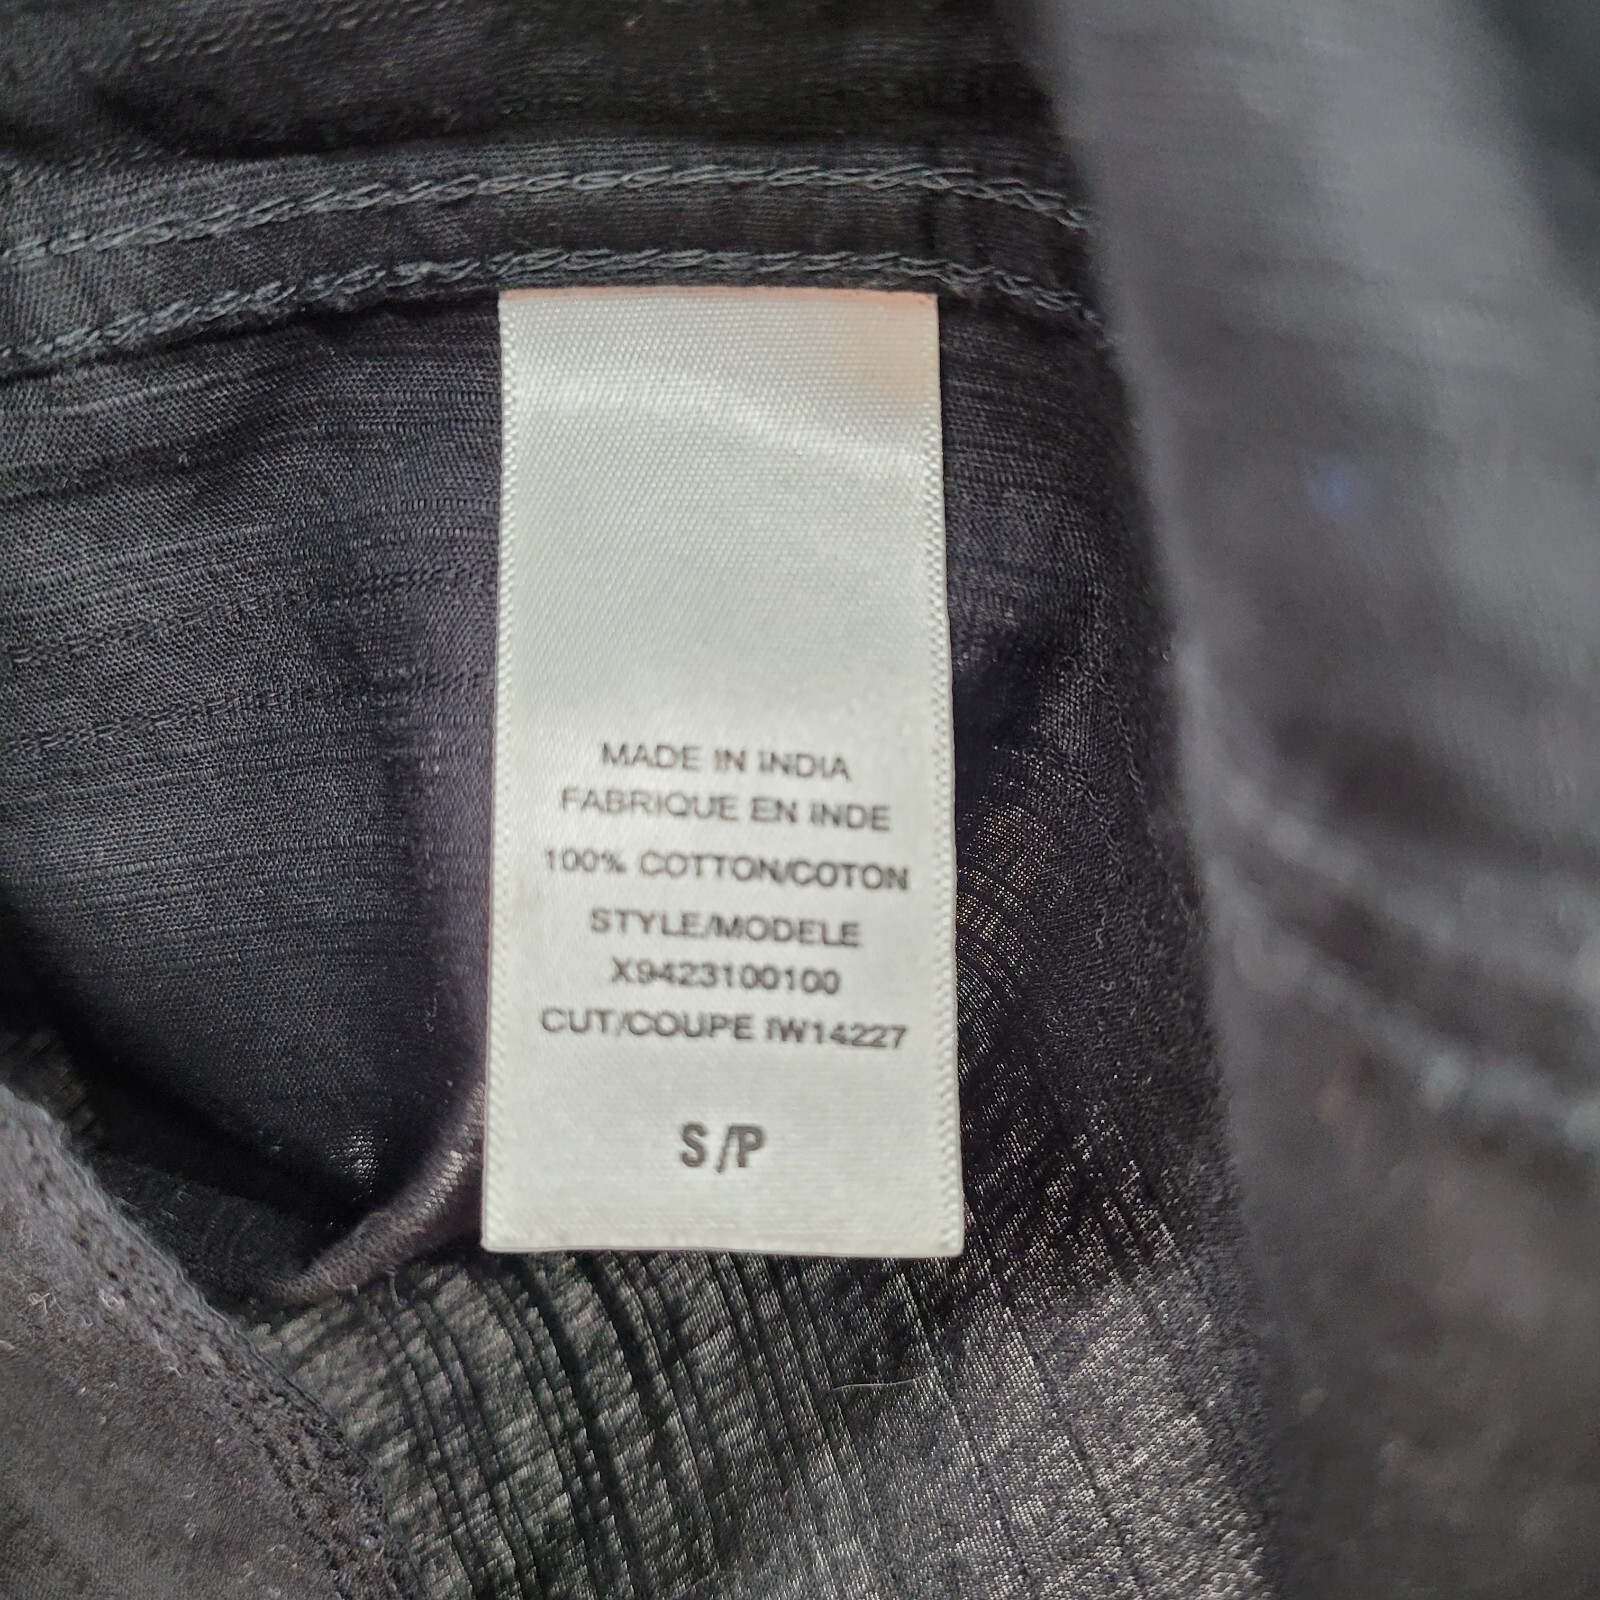 MADE IN INDIA
FABRIQUE EN INDE
100% COTTON/COTON
STYLE/MODELE
X9423100100
CUT/COUPE IW14227
S/P